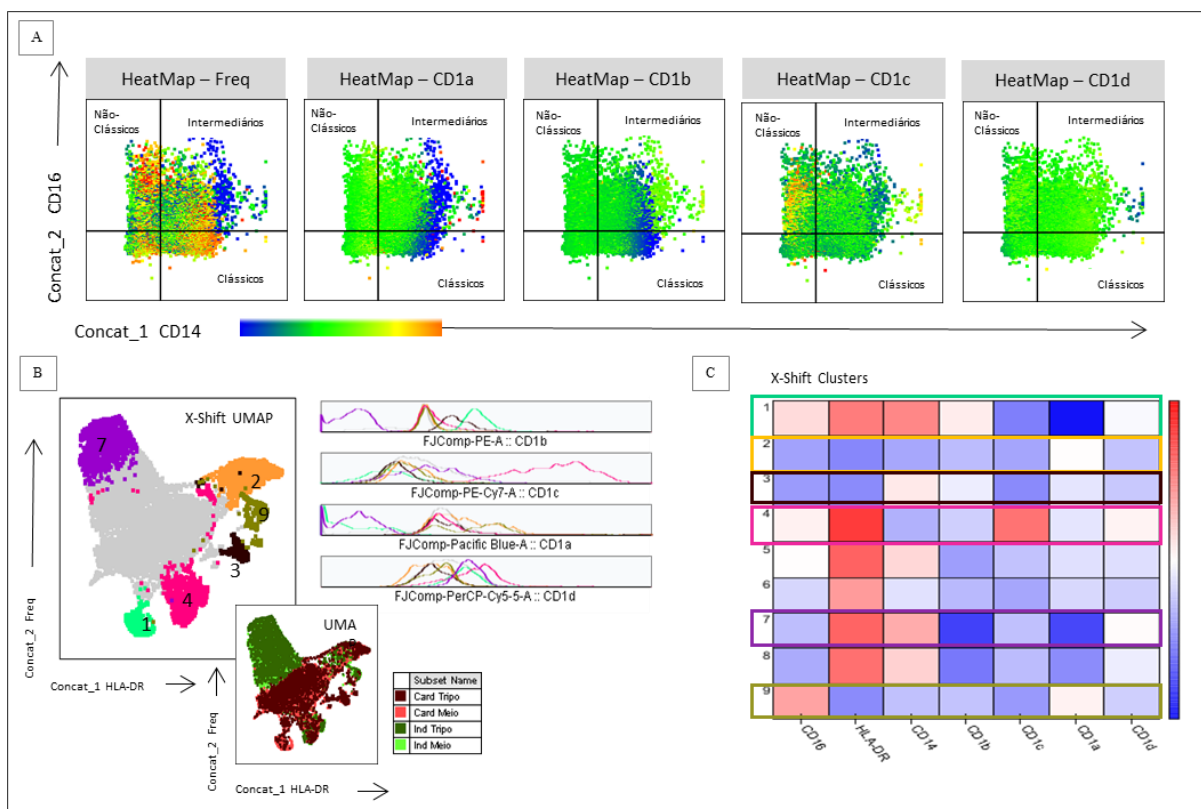 A
HeatMap – Freq
HeatMap – CD1a
HeatMap – CD1b
HeatMap – CD1c
HeatMap – CD1d
Não-
Clássicos
Intermediários
Clássicos
Não-
Clássicos
Intermediários
Clássicos
Não-
Clássicos
Intermediários
Clássicos
Não-
Clássicos
Intermediários
Clássicos
Não-
Clássicos
Intermediários
Clássicos
Concat_2 CD16
Concat_1 CD14
B
X-Shift UMAP
7
2
9
3
4
1
Concat_2 Freq
Concat_1 HLA-DR
FJComp-PE-A :: CD1b
FJComp-PE-Cy7-A :: CD1c
FJComp-Pacific Blue-A :: CD1a
FJComp-PerCP-Cy5-5-A :: CD1d
UMA
Concat_2 Freq
Concat_1 HLA-DR
Subset Name
Card Tripo
Card Meio
Ind Tripo
Ind Meio
C
X-Shift Clusters
1
2
3
4
5
6
7
8
9
CD16
HLA-DR
CD14
CD1b
CD1c
CD1a
CD1d